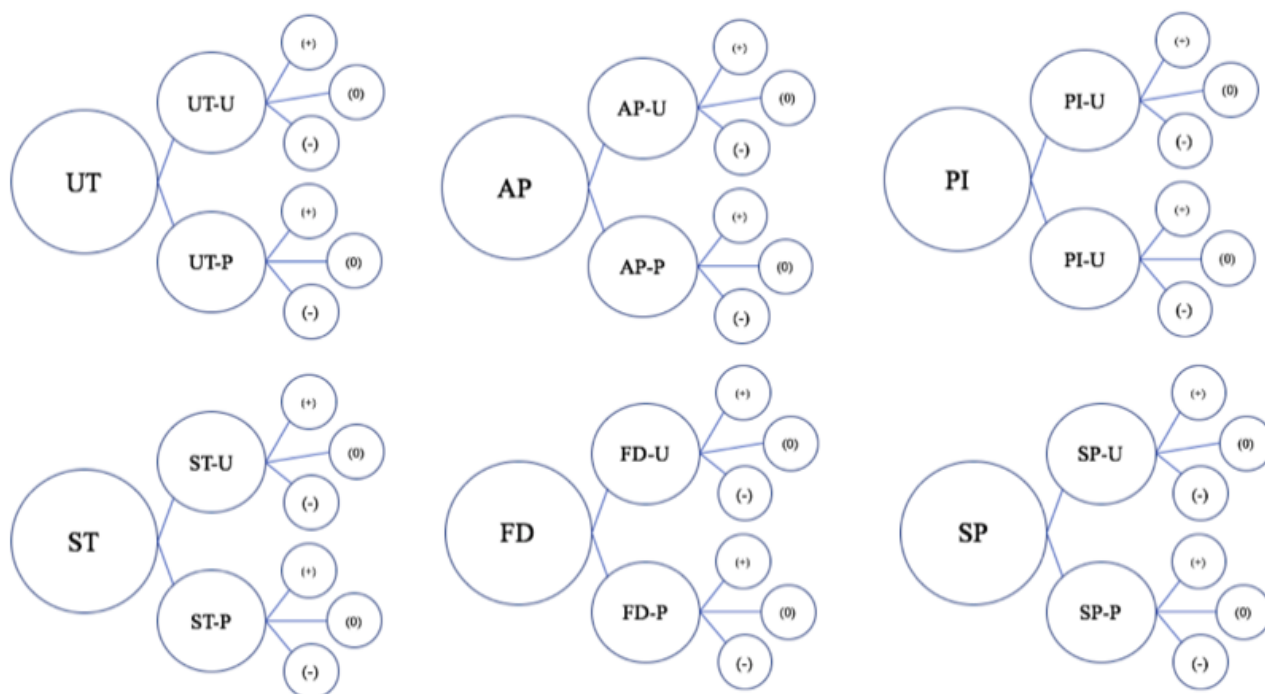 UT
UT-U
(+)
(0)
(-)
UT-P
(+)
(0)
(-)
AP
AP-U
(+)
(0)
(-)
AP-P
(+)
(0)
(-)
PI
PI-U
(+)
(0)
(-)
PI-U
(+)
(0)
(-)
ST
ST-U
(+)
(0)
(-)
ST-P
(+)
(0)
(-)
FD
FD-U
(+)
(0)
(-)
FD-P
(+)
(0)
(-)
SP
SP-U
(+)
(0)
(-)
SP-P
(+)
(0)
(-)